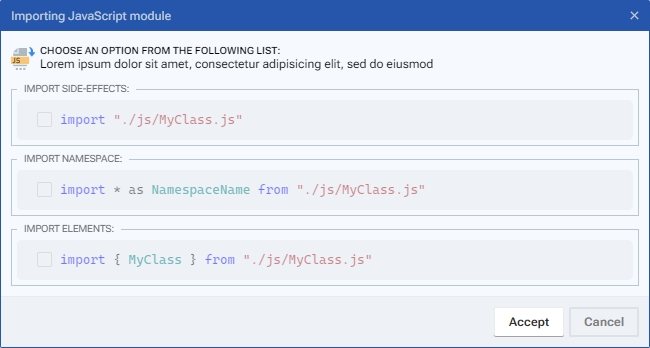 Importing JavaScript module
JS
CHOOSE AN OPTION FROM THE FOLLOWING LIST:
Lorem ipsum dolor sit amet, consectetur adipisicing elit, sed do eiusmod
IMPORT SIDE-EFFECTS:
import "./js/MyClass.js"
IMPORT NAMESPACE:
import * as NamespaceName from "./js/MyClass.js"
IMPORT ELEMENTS:
import { MyClass } from "./js/MyClass.js"
Accept
Cancel